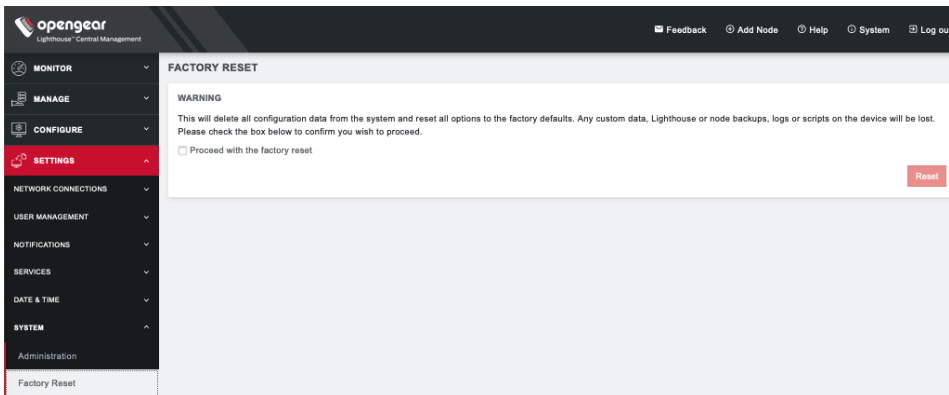 opengear
Lighthouse™ Central Management
Feedback
Add Node
Help
System
Log ou
MONITOR
MANAGE
CONFIGURE
SETTINGS
NETWORK CONNECTIONS
USER MANAGEMENT
NOTIFICATIONS
SERVICES
DATE & TIME
SYSTEM
Administration
Factory Reset
FACTORY RESET
WARNING
This will delete all configuration data from the system and reset all options to the factory defaults. Any custom data, Lighthouse or node backups, logs or scripts on the device will be lost.
Please check the box below to confirm you wish to proceed.
Proceed with the factory reset
Reset